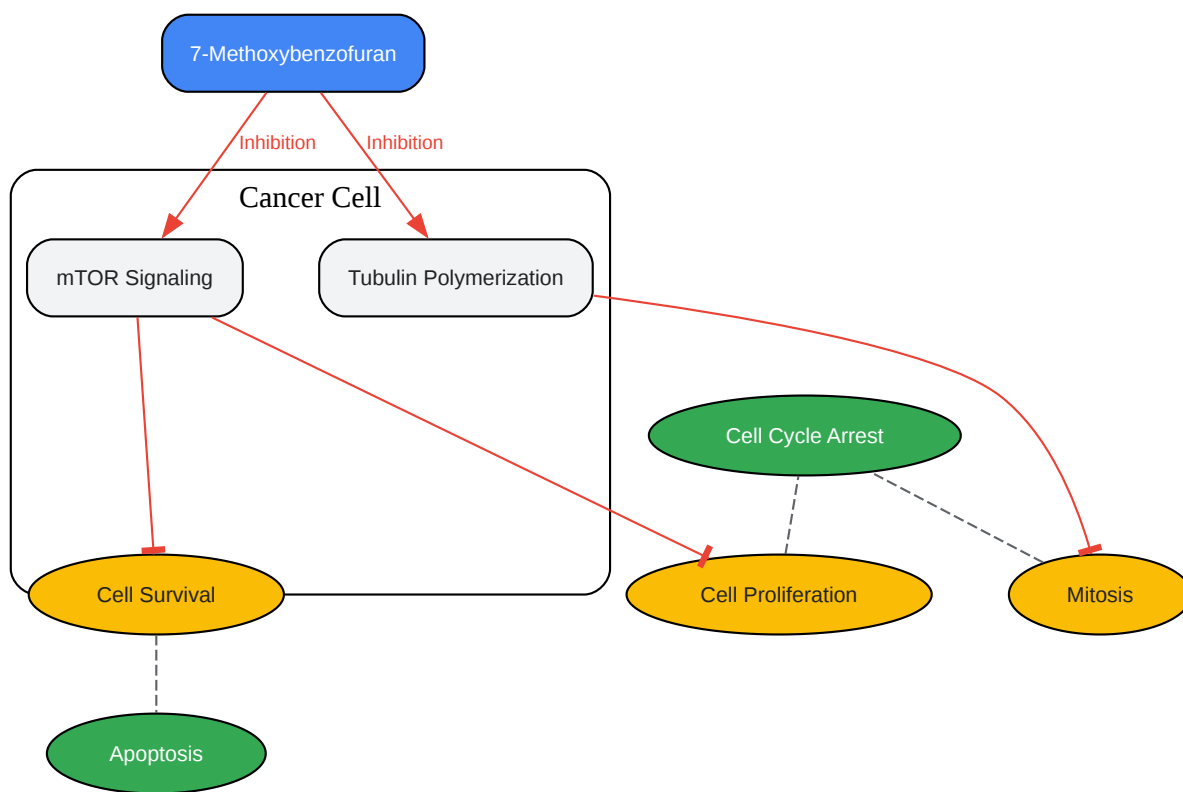 7-Methoxybenzofuran
Inhibition
Inhibition
Cancer Cell
mTOR Signaling
Tubulin Polymerization
Cell Cycle Arrest
Cell Survival
Cell Proliferation
Mitosis
Apoptosis